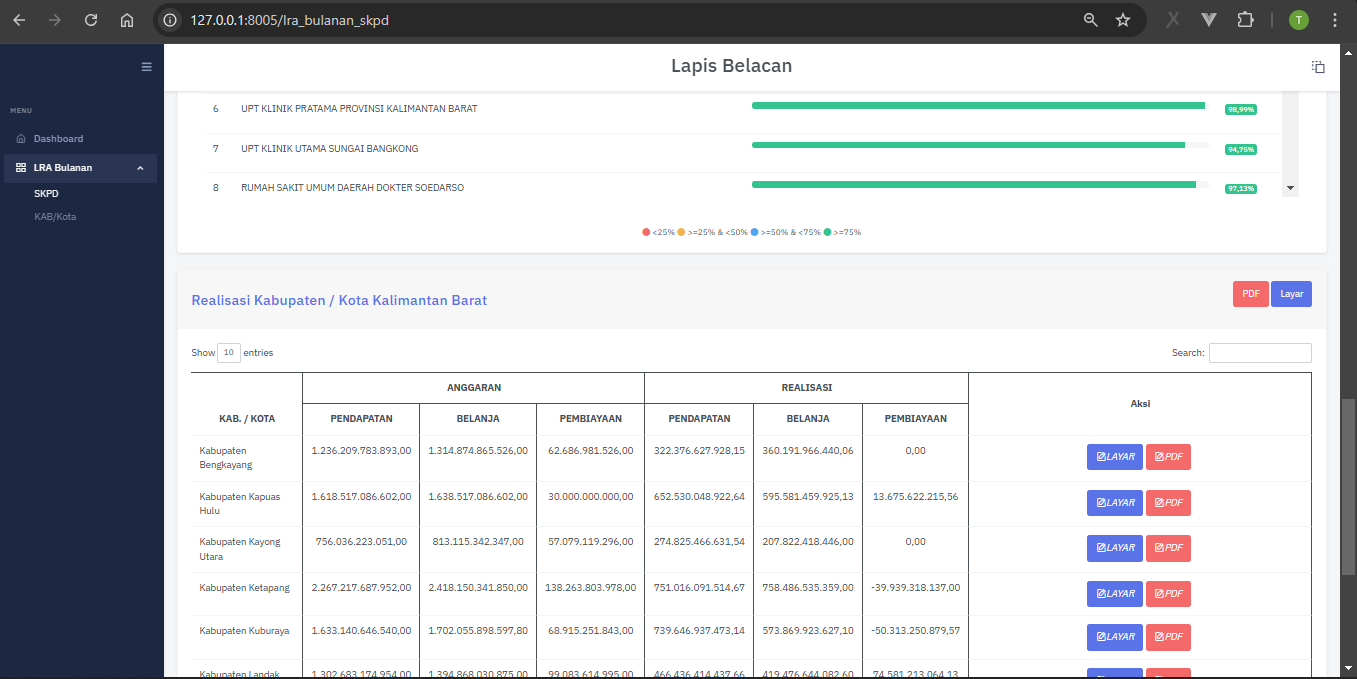 127.0.0.1:8005/lra_bulanan_skpd
T
Lapis Belacan
MENU
Dashboard
LRA Bulanan
SKPD
KAB/Kota
6 UPT KLINIK PRATAMA PROVINSI KALIMANTAN BARAT 98,99%
7 UPT KLINIK UTAMA SUNGAI BANGKONG 94,75%
8 RUMAH SAKIT UMUM DAERAH DOKTER SOEDARSO 97,13%
<25% >=25% & <50% >=50% & <75% >=75%
Realisasi Kabupaten / Kota Kalimantan Barat PDF Layar
Show 10 entries Search:
ANGGARAN REALISASI Aksi
KAB. / KOTA PENDAPATAN BELANJA PEMBIAYAAN PENDAPATAN BELANJA PEMBIAYAAN
Kabupaten Bengkayang 1.236.209.783.893,00 1.314.874.865.526,00 62.686.981.526,00 322.376.627.928,15 360.191.966.440,06 0,00 LAYAR PDF
Kabupaten Kapuas Hulu 1.618.517.086.602,00 1.638.517.086.602,00 30.000.000.000,00 652.530.048.922,64 595.581.459.925,13 13.675.622.215,56 LAYAR PDF
Kabupaten Kayong Utara 756.036.223.051,00 813.115.342.347,00 57.079.119.296,00 274.825.466.631,54 207.822.418.446,00 0,00 LAYAR PDF
Kabupaten Ketapang 2.267.217.687.952,00 2.418.150.341.850,00 138.263.803.978,00 751.016.091.514,67 758.486.535.359,00 -39.939.318.137,00 LAYAR PDF
Kabupaten Kuburaya 1.633.140.646.540,00 1.702.055.898.597,80 68.915.251.843,00 739.646.937.473,14 573.869.923.627,10 -50.313.250.879,57 LAYAR PDF
Kabupaten Landak 1.302.683.174.954,00 1.394.868.030.875,00 99.083.614.995,00 466.436.414.437,66 419.476.644.082,60 74.581.213.064,13